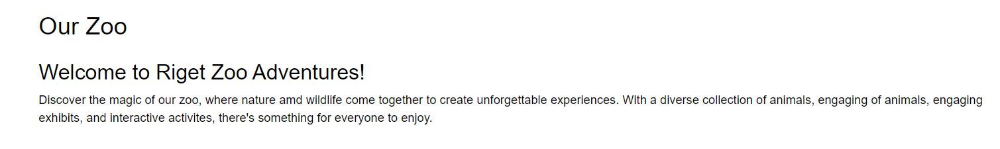 Our Zoo
Welcome to Riget Zoo Adventures!
Discover the magic of our zoo, where nature amd wildlife come together to create unforgettable experiences. With a diverse collection of animals, engaging of animals, engaging
exhibits, and interactive activites, there's something for everyone to enjoy.